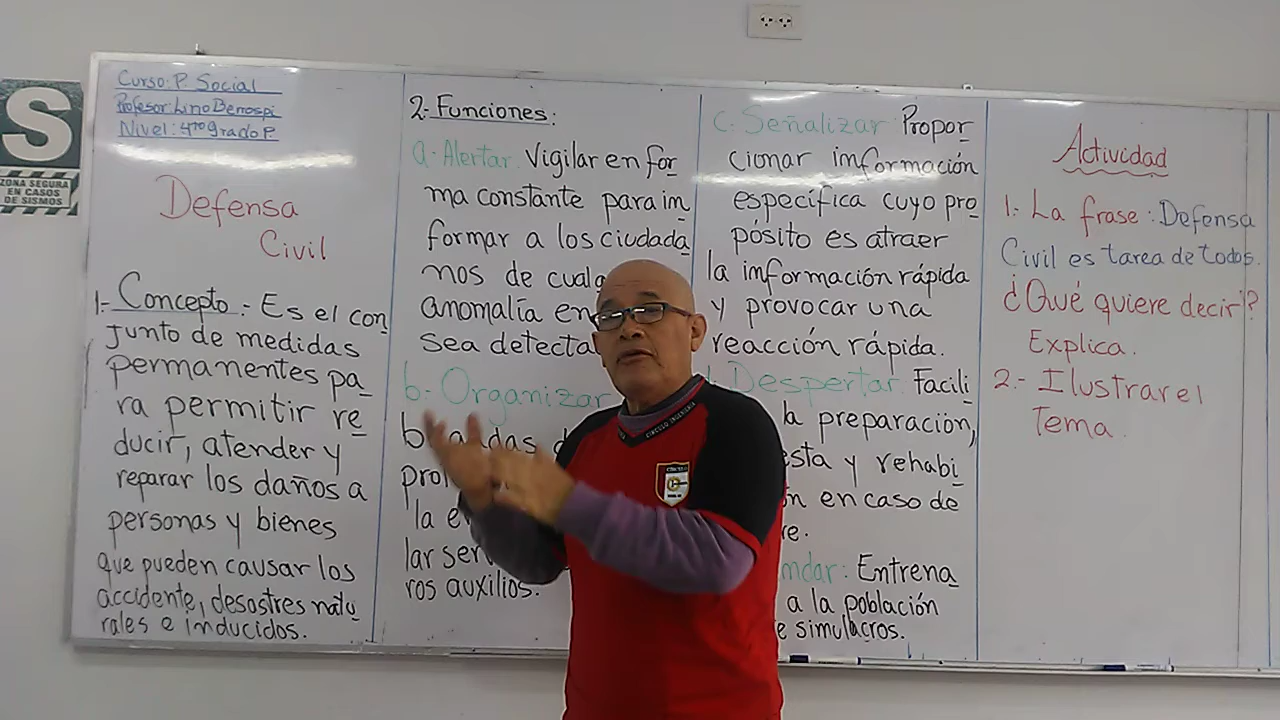 S
ZONA SEGURA
EN CASOS
DE SISMOS
Curso: P. Social
Profesor: Lino Berrospi
Nivel: 4to grado P.
Defensa
Civil
1- Concepto: Es el con
junto de medidas
permanentes pa
ra permitir re
ducir, atender y
reparar los daños a
personas y bienes
que pueden causar los
accidente, desastres natu
rales e inducidos.
2- Funciones:
a- Alertar. Vigilar en for
ma constante para in
formar a los ciudada
nos de cualq
anomalía en
sea detecta
b- Organizar
la e
lar ser
ros auxilios.
c- Señalizar Propor
cionar información
específica cuyo pro
pósito es atraer
la información rápida
y provocar una
reacción rápida.
Despertar. Facili
la preparación,
sta y rehabi
n en caso de
re.
ndar: Entrena
a la población
e simulacros.
Actividad
1.- La frase: Defensa
Civil es tarea de todos.
¿Qué quiere decir?
Explica.
2.- Ilustrar el
Tema.
CIRCULO INGENIERIA